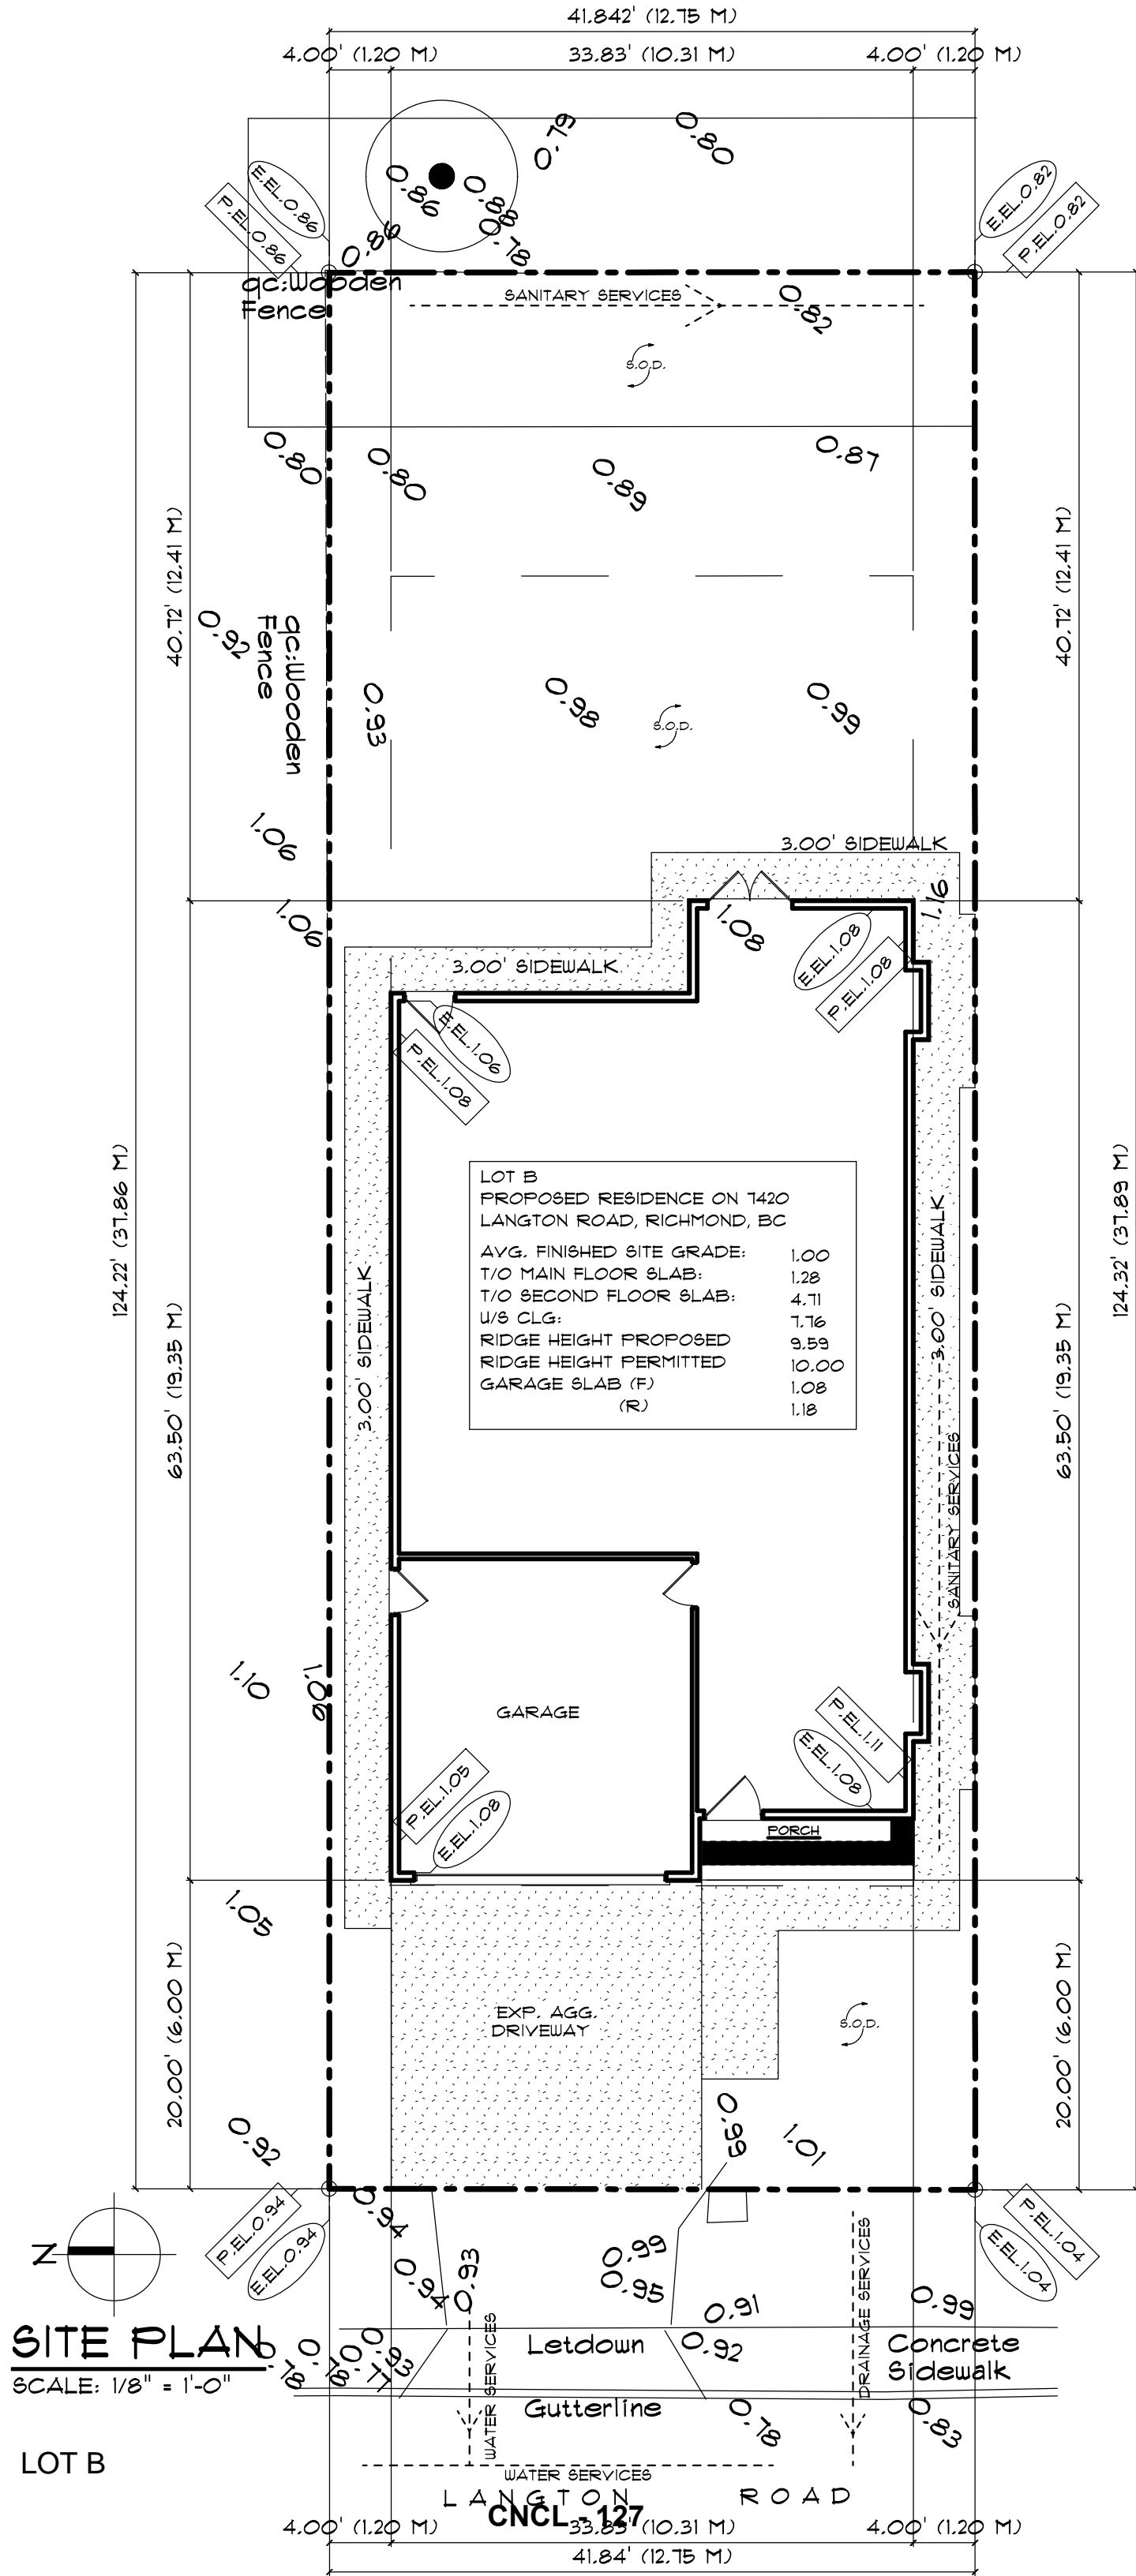 41.842' (12.75 M)
4.00' (1.20 M)
33.83' (10.31 M)
4.00' (1.20 M)
0.79
0.80
0.86
0.88
0.78
0.86
E.EL.0.86
P.EL.0.86
E.EL.0.82
P.EL.0.82
qc:Wooden
Fence
SANITARY SERVICES
0.82
S.O.D.
0.80
0.80
0.89
0.87
40.72' (12.41 M)
40.72' (12.41 M)
0.92
qc:Wooden
Fence
0.93
0.98
S.O.D.
0.99
1.06
3.00' SIDEWALK
1.06
1.08
1.16
E.EL.1.08
P.EL.1.08
3.00' SIDEWALK
E.EL.1.06
P.EL.1.08
124.22' (37.86 M)
63.50' (19.35 M)
3.00' SIDEWALK
LOT B
PROPOSED RESIDENCE ON 7420
LANGTON ROAD, RICHMOND, BC
AVG. FINISHED SITE GRADE: 1.00
T/O MAIN FLOOR SLAB: 1.28
T/O SECOND FLOOR SLAB: 4.71
U/S CLG: 7.76
RIDGE HEIGHT PROPOSED 9.59
RIDGE HEIGHT PERMITTED 10.00
GARAGE SLAB (F) 1.08
(R) 1.18
3.00' SIDEWALK
SANITARY SERVICES
63.50' (19.35 M)
124.32' (37.89 M)
1.10
1.06
GARAGE
P.EL.1.05
E.EL.1.08
P.EL.1.11
E.EL.1.08
PORCH
1.05
20.00' (6.00 M)
EXP. AGG.
DRIVEWAY
S.O.D.
20.00' (6.00 M)
0.92
0.99
1.01
P.EL.0.94
E.EL.0.94
0.94
P.EL.1.04
E.EL.1.04
Z
0.94
0.93
0.99
0.95
0.91
0.99
SITE PLAN
SCALE: 1/8" = 1'-0"
0.78
0.78
0.77
0.93
WATER SERVICES
Letdown
0.92
DRAINAGE SERVICES
Concrete
Sidewalk
Gutterline
0.78
0.83
LOT B
WATER SERVICES
LANGTON ROAD
CNCL - 127
4.00' (1.20 M)
33.83' (10.31 M)
4.00' (1.20 M)
41.84' (12.75 M)